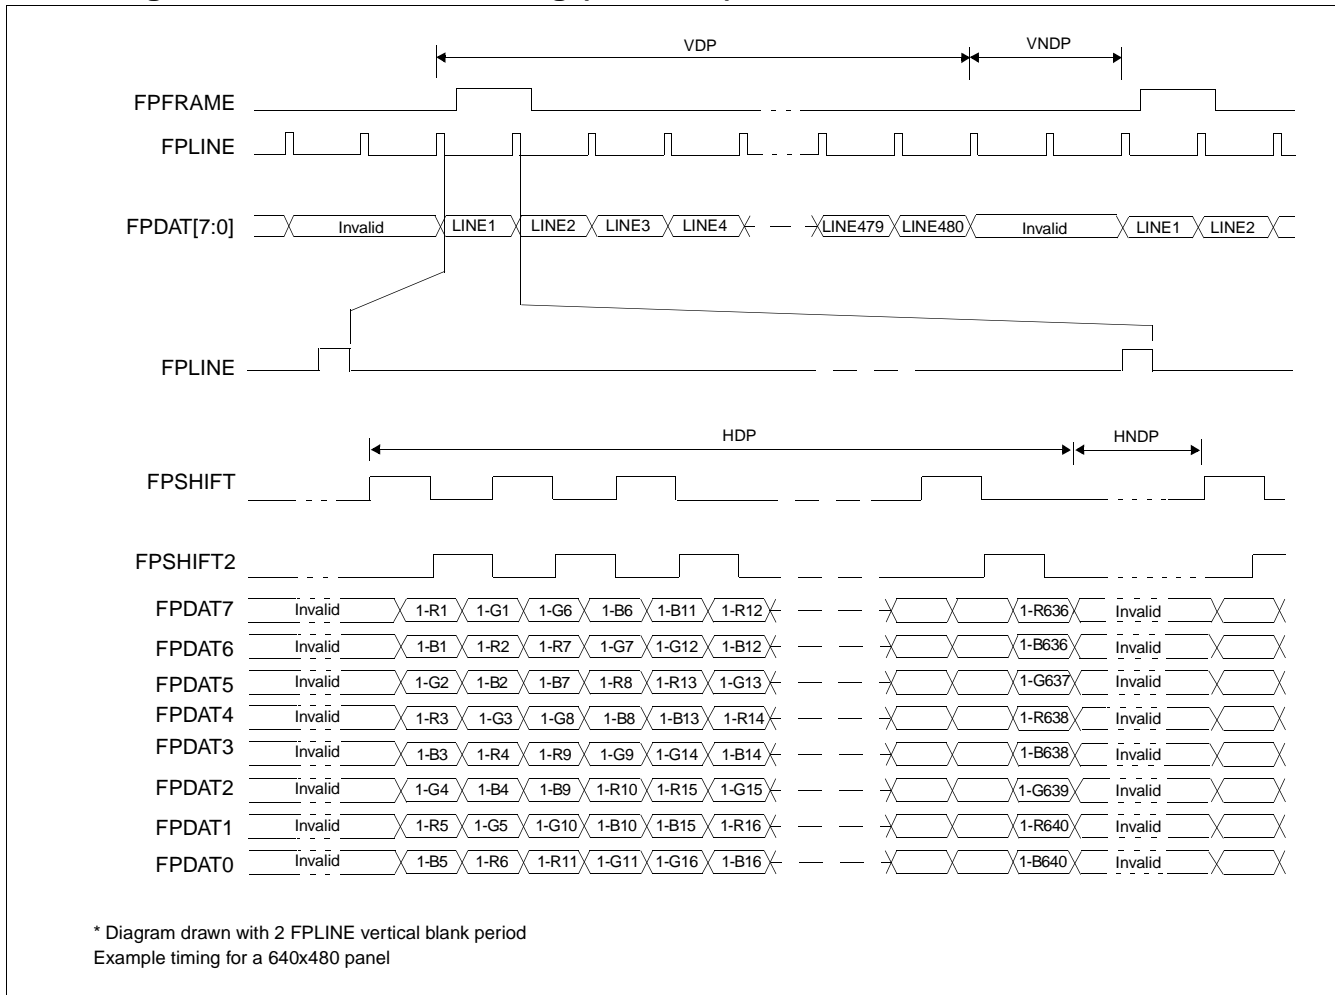 VDP VNDP
FPFRAME
FPLINE
FPDAT[7:0] Invalid LINE1 LINE2 LINE3 LINE4 LINE479 LINE480 Invalid LINE1 LINE2
FPLINE
HDP HNDP
FPSHIFT
FPSHIFT2
FPDAT7 Invalid 1-R1 1-G1 1-G6 1-B6 1-B11 1-R12 1-R636 Invalid
FPDAT6 Invalid 1-B1 1-R2 1-R7 1-G7 1-G12 1-B12 1-B636 Invalid
FPDAT5 Invalid 1-G2 1-B2 1-B7 1-R8 1-R13 1-G13 1-G637 Invalid
FPDAT4 Invalid 1-R3 1-G3 1-G8 1-B8 1-B13 1-R14 1-R638 Invalid
FPDAT3 Invalid 1-B3 1-R4 1-R9 1-G9 1-G14 1-B14 1-B638 Invalid
FPDAT2 Invalid 1-G4 1-B4 1-B9 1-R10 1-R15 1-G15 1-G639 Invalid
FPDAT1 Invalid 1-R5 1-G5 1-G10 1-B10 1-B15 1-R16 1-R640 Invalid
FPDAT0 Invalid 1-B5 1-R6 1-R11 1-G11 1-G16 1-B16 1-B640 Invalid
* Diagram drawn with 2 FPLINE vertical blank period
Example timing for a 640x480 panel